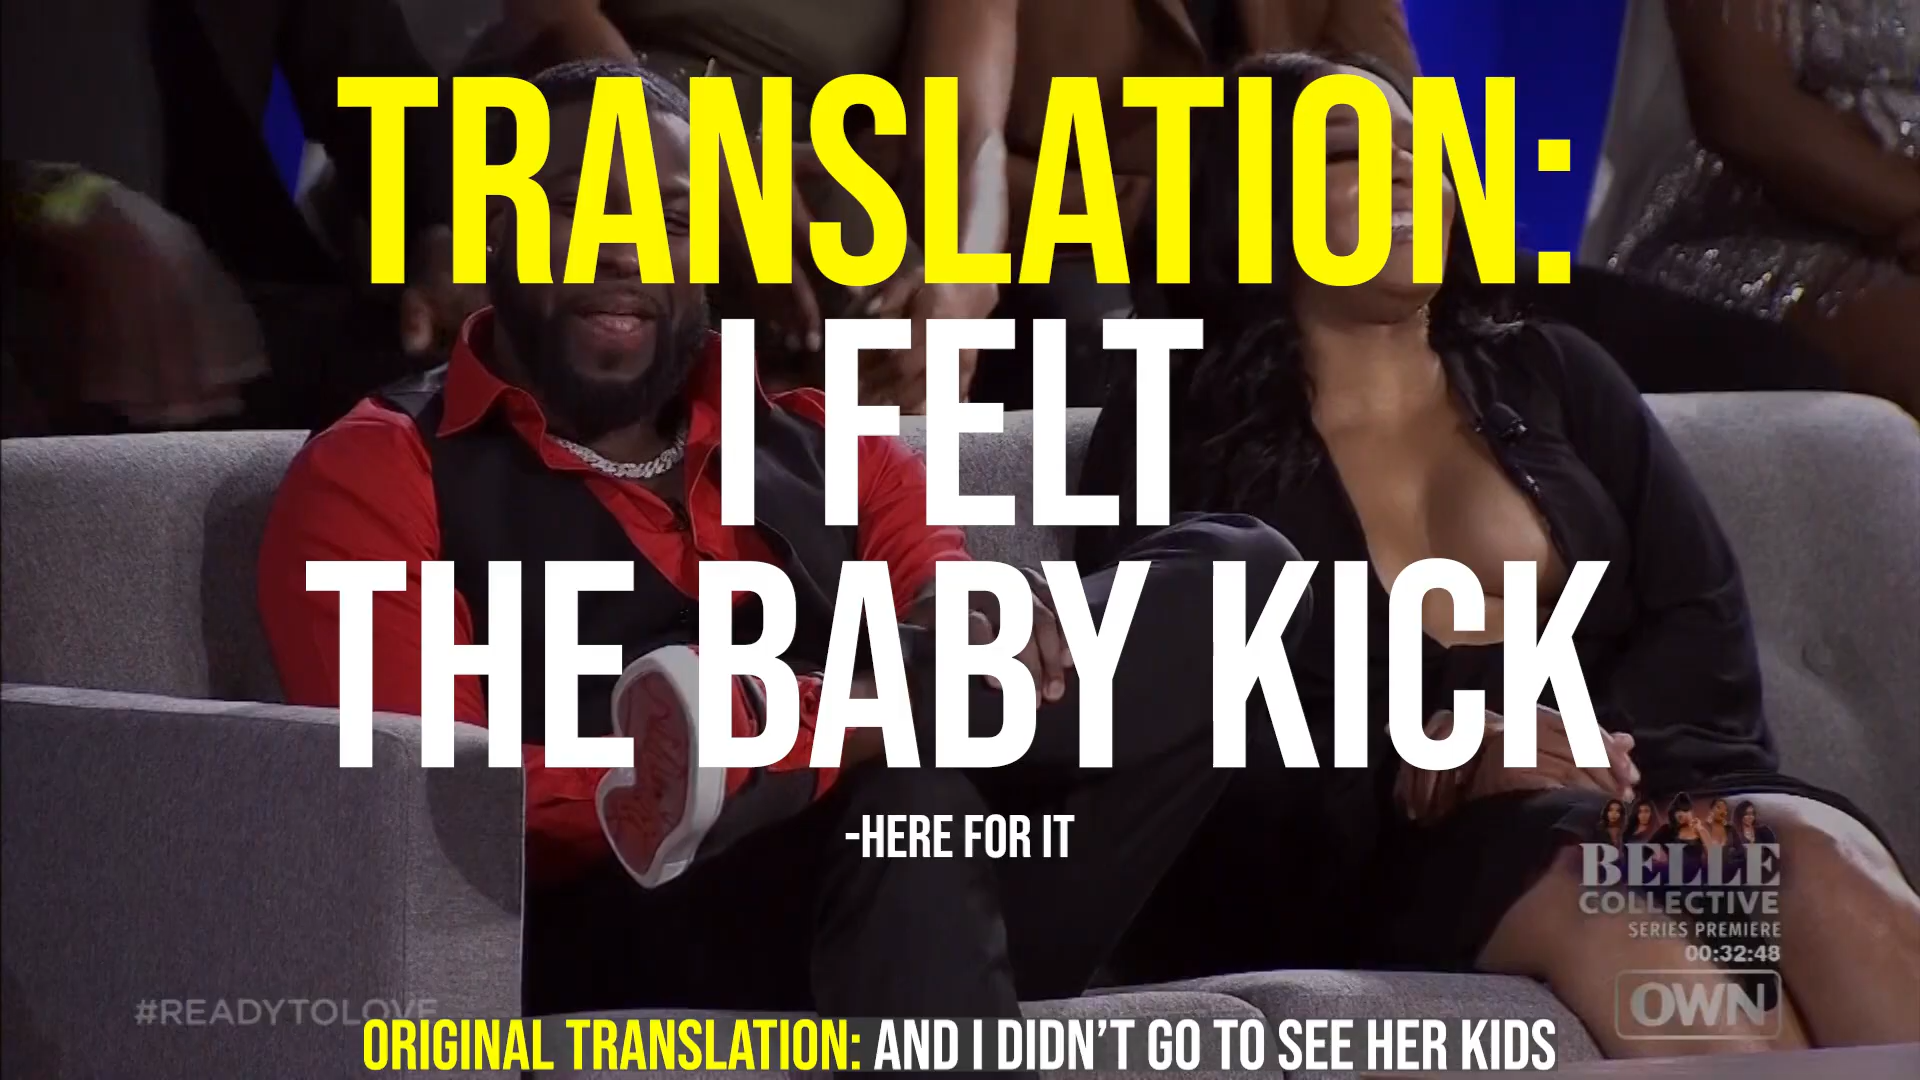 TRANSLATION:
I FELT
THE BABY KICK
-HERE FOR IT
BELLE
COLLECTIVE
SERIES PREMIERE
00:32:48
OWN
#READYTOLOVE
ORIGINAL TRANSLATION: AND I DIDN'T GO TO SEE HER KIDS